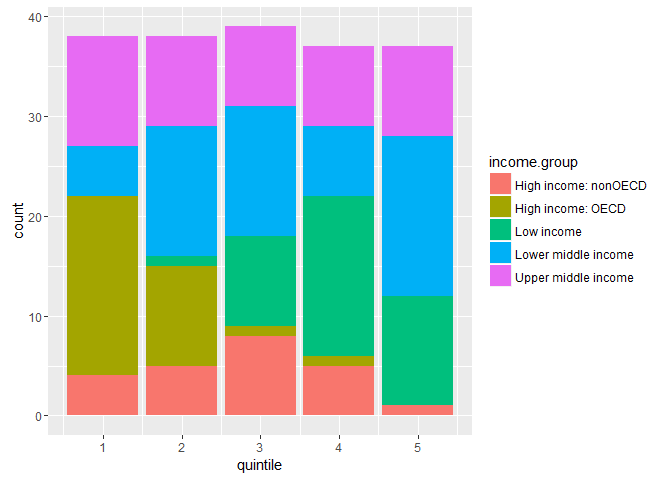 40
30
20
10
0
count
1 2 3 4 5
quintile
income.group
High income: nonOECD
High income: OECD
Low income
Lower middle income
Upper middle income